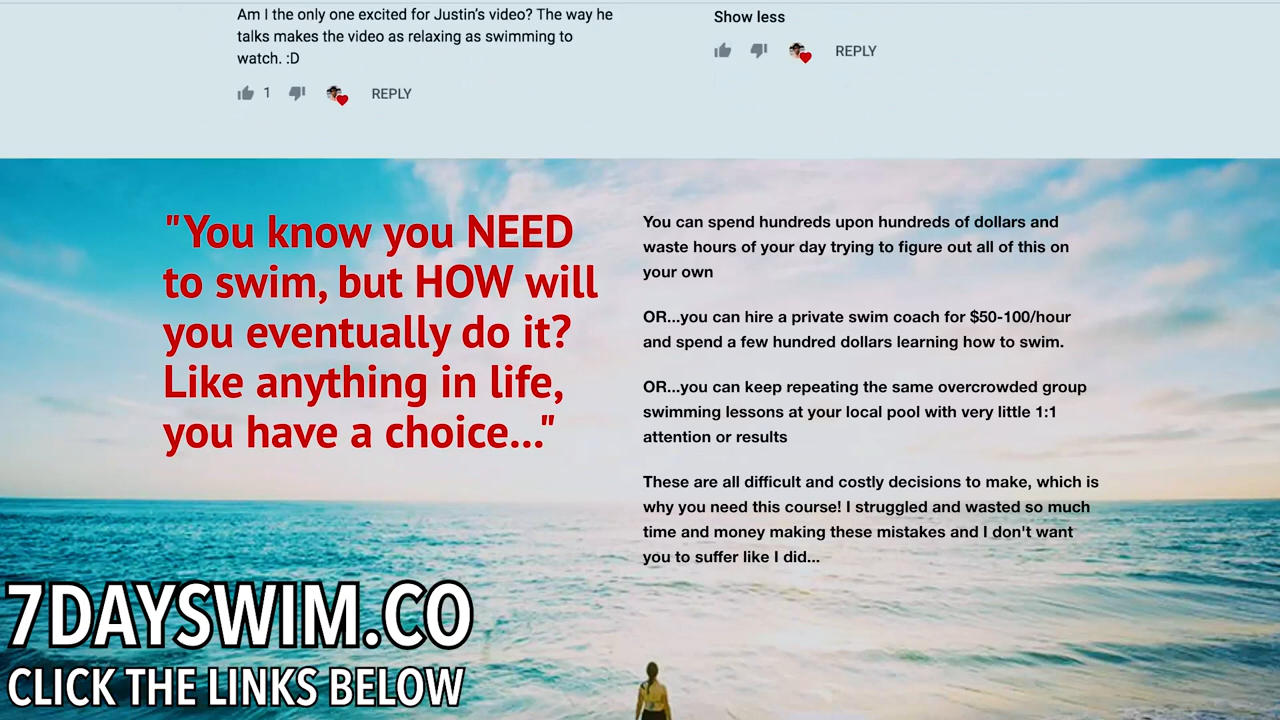 Am I the only one excited for Justin's video? The way he
talks makes the video as relaxing as swimming to
watch. :D
1 REPLY
Show less
REPLY
"You know you NEED
to swim, but HOW will
you eventually do it?
Like anything in life,
you have a choice..."
You can spend hundreds upon hundreds of dollars and
waste hours of your day trying to figure out all of this on
your own
OR...you can hire a private swim coach for $50-100/hour
and spend a few hundred dollars learning how to swim.
OR...you can keep repeating the same overcrowded group
swimming lessons at your local pool with very little 1:1
attention or results
These are all difficult and costly decisions to make, which is
why you need this course! I struggled and wasted so much
time and money making these mistakes and I don't want
you to suffer like I did...
7DAYSWIM.CO
CLICK THE LINKS BELOW